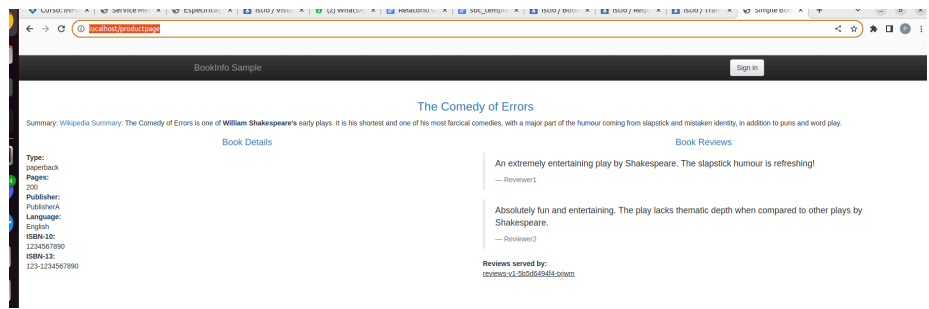 localhost/productpage
BookInfo Sample
Sign in
The Comedy of Errors
Summary: Wikipedia Summary: The Comedy of Errors is one of William Shakespeare's early plays. It is his shortest and one of his most farcical comedies, with a major part of the humour coming from slapstick and mistaken identity, in addition to puns and word play.
Book Details
Type:
paperback
Pages:
200
Publisher:
PublisherA
Language:
English
ISBN-10:
1234567890
ISBN-13:
123-1234567890
Book Reviews
An extremely entertaining play by Shakespeare. The slapstick humour is refreshing!
— Reviewer1
Absolutely fun and entertaining. The play lacks thematic depth when compared to other plays by
Shakespeare.
— Reviewer2
Reviews served by: